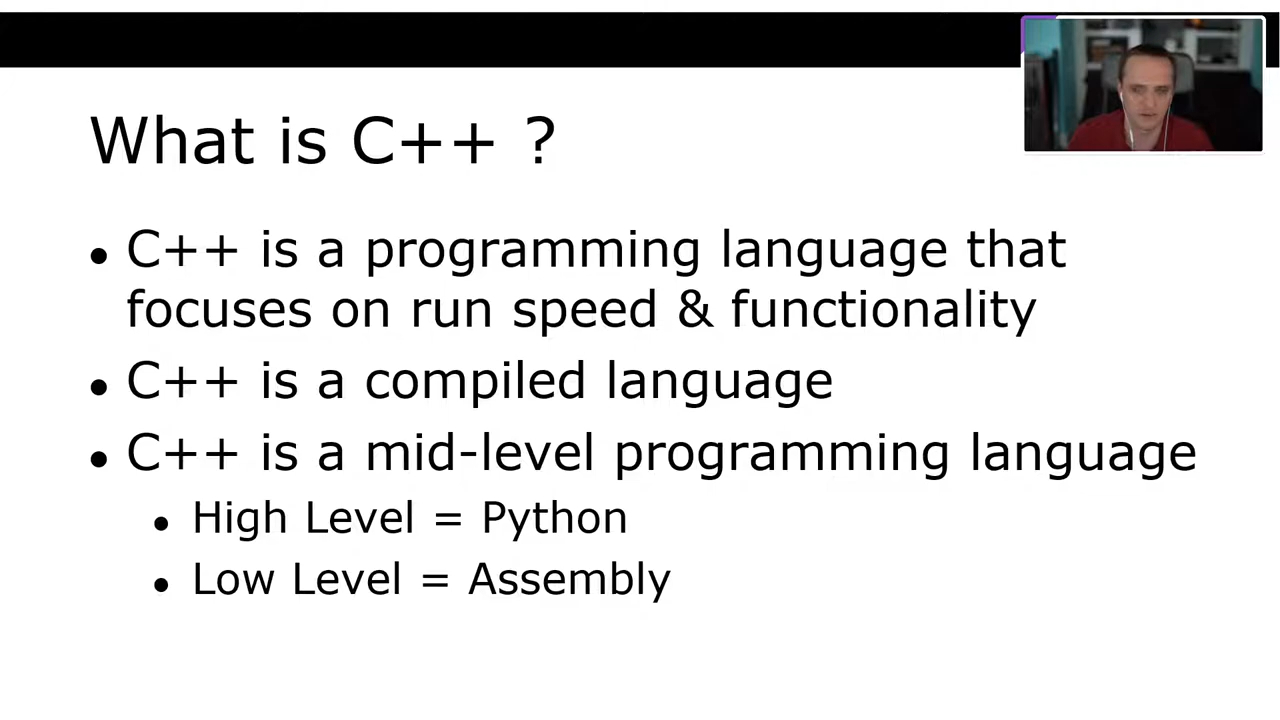 What is C++ ?
• C++ is a programming language that
focuses on run speed & functionality
• C++ is a compiled language
• C++ is a mid-level programming language
• High Level = Python
• Low Level = Assembly